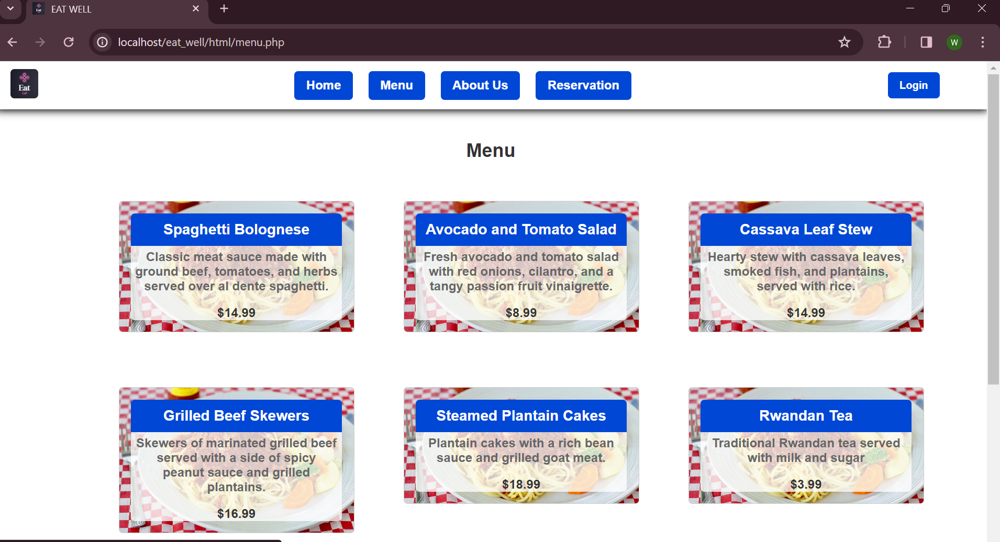 EAT WELL
localhost/eat_well/html/menu.php
W
Eat
Home
Menu
About Us
Reservation
Login
Menu
Spaghetti Bolognese
Classic meat sauce made with
ground beef, tomatoes, and herbs
served over al dente spaghetti.
$14.99
Avocado and Tomato Salad
Fresh avocado and tomato salad
with red onions, cilantro, and a
tangy passion fruit vinaigrette.
$8.99
Cassava Leaf Stew
Hearty stew with cassava leaves,
smoked fish, and plantains,
served with rice.
$14.99
Grilled Beef Skewers
Skewers of marinated grilled beef
served with a side of spicy
peanut sauce and grilled
plantains.
$16.99
Steamed Plantain Cakes
Plantain cakes with a rich bean
sauce and grilled goat meat.
$18.99
Rwandan Tea
Traditional Rwandan tea served
with milk and sugar
$3.99